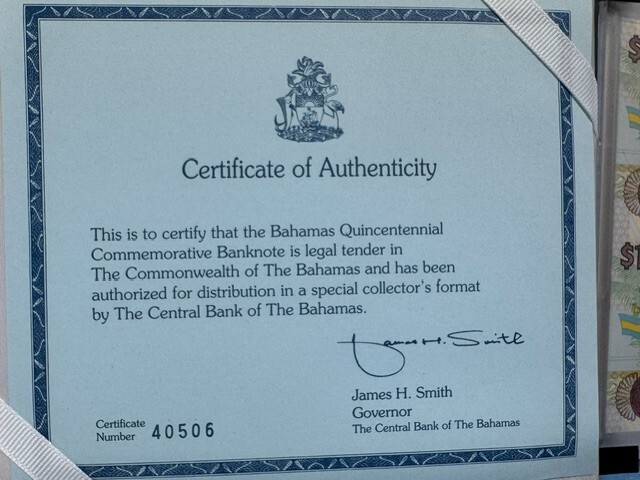 Certificate of Authenticity
This is to certify that the Bahamas Quincentennial
Commemorative Banknote is legal tender in
The Commonwealth of The Bahamas and has been
authorized for distribution in a special collector's format
by The Central Bank of The Bahamas.
James H. Smith
James H. Smith
Governor
The Central Bank of The Bahamas
Certificate
Number 40506
$1